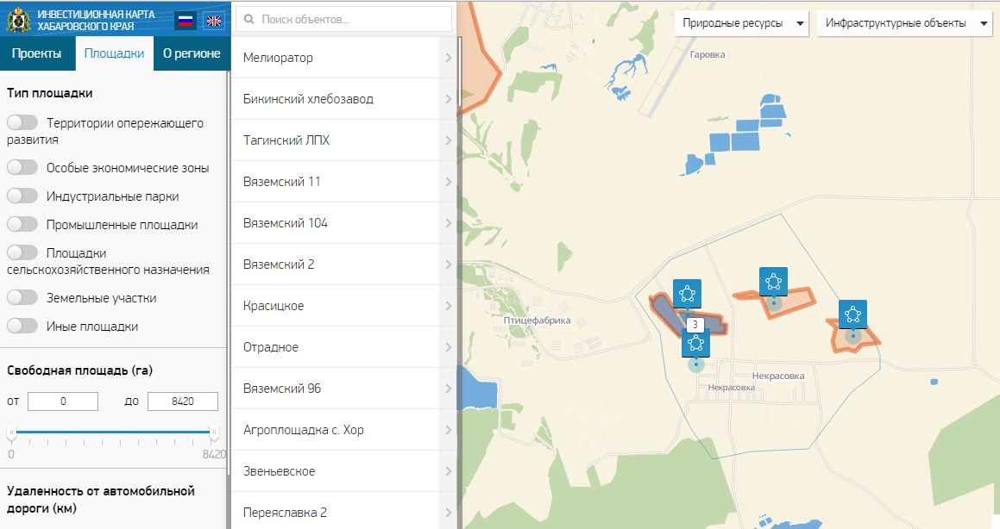 ИНВЕСТИЦИОННАЯ КАРТА
ХАБАРОВСКОГО КРАЯ
Проекты
Площадки
О регионе
Тип площадки
Территории опережающего
развития
Особые экономические зоны
Индустриальные парки
Промышленные площадки
Площадки
сельскохозяйственного назначения
Земельные участки
Иные площадки
Свободная площадь (га)
от 0 до 8420
0 8420
Удаленность от автомобильной
дороги (км)
Поиск объектов...
Мелиоратор
Бикинский хлебозавод
Тагинский ЛПХ
Вяземский 11
Вяземский 104
Вяземский 2
Красицкое
Отрадное
Вяземский 96
Агроплощадка с. Хор
Звеньевское
Переяславка 2
Природные ресурсы
Инфраструктурные объекты
Гаровка
Птицефабрика
3
Некрасовка
Некрасовка